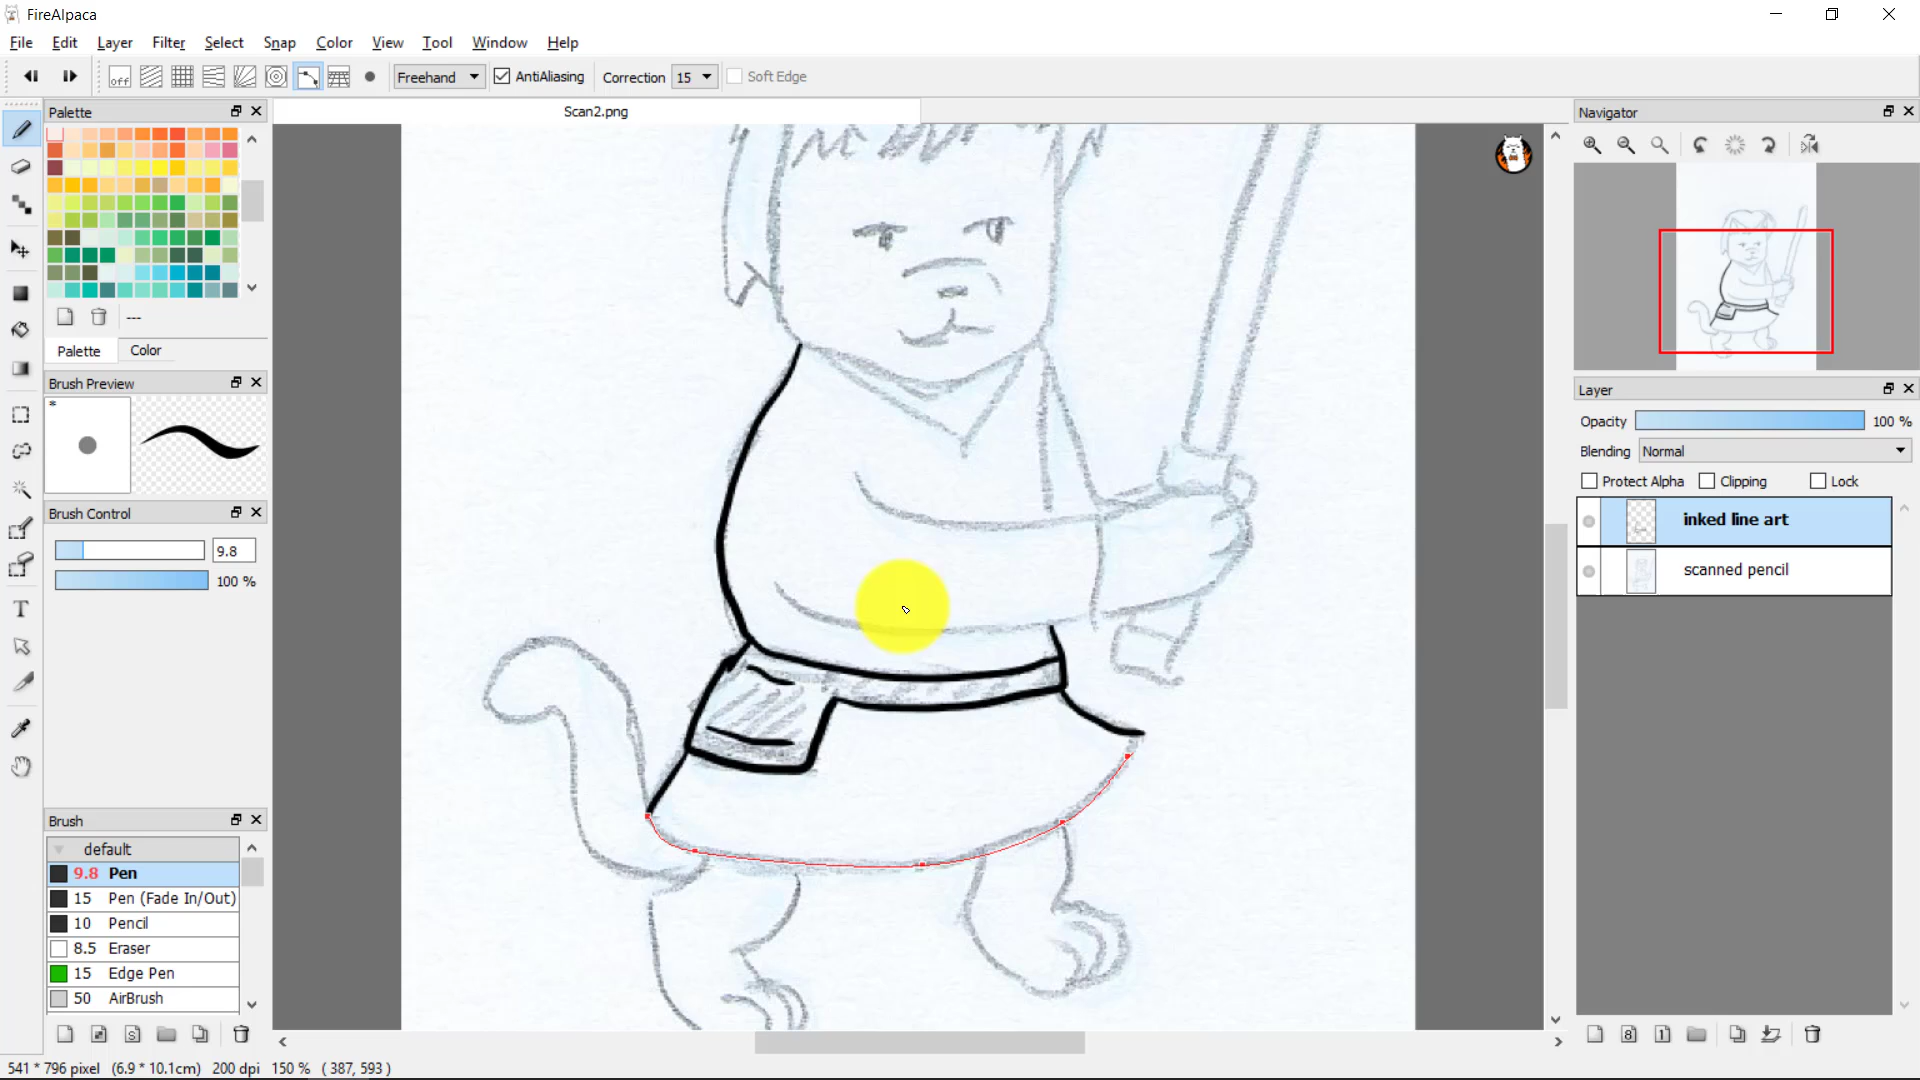 FireAlpaca
File Edit Layer Filter Select Snap Color View Tool Window Help
off Freehand AntiAliasing Correction 15 Soft Edge
Palette
Scan2.png
Navigator
---
Palette Color
Brush Preview
*
Layer
Opacity 100 %
Blending Normal
Protect Alpha Clipping Lock
inked line art
scanned pencil
Brush Control
9.8
100 %
T
Brush
default
9.8 Pen
15 Pen (Fade In/Out)
10 Pencil
8.5 Eraser
15 Edge Pen
50 AirBrush
S
8 1
541 * 796 pixel (6.9 * 10.1cm) 200 dpi 150 % ( 387, 593 )